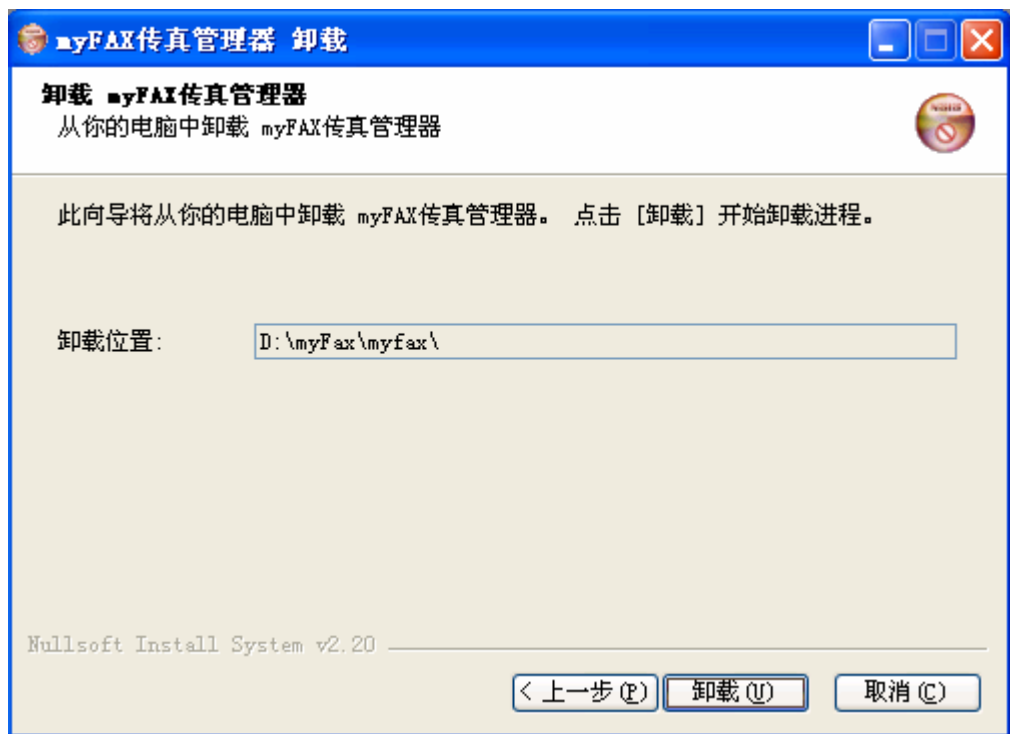 myFAX传真管理器 卸载
卸载 myFAX传真管理器
从你的电脑中卸载 myFAX传真管理器
此向导将从你的电脑中卸载 myFAX传真管理器。 点击 [卸载] 开始卸载进程。
卸载位置: D:\myFax\myfax\
Nullsoft Install System v2.20
< 上一步(P) 卸载(U) 取消(C)